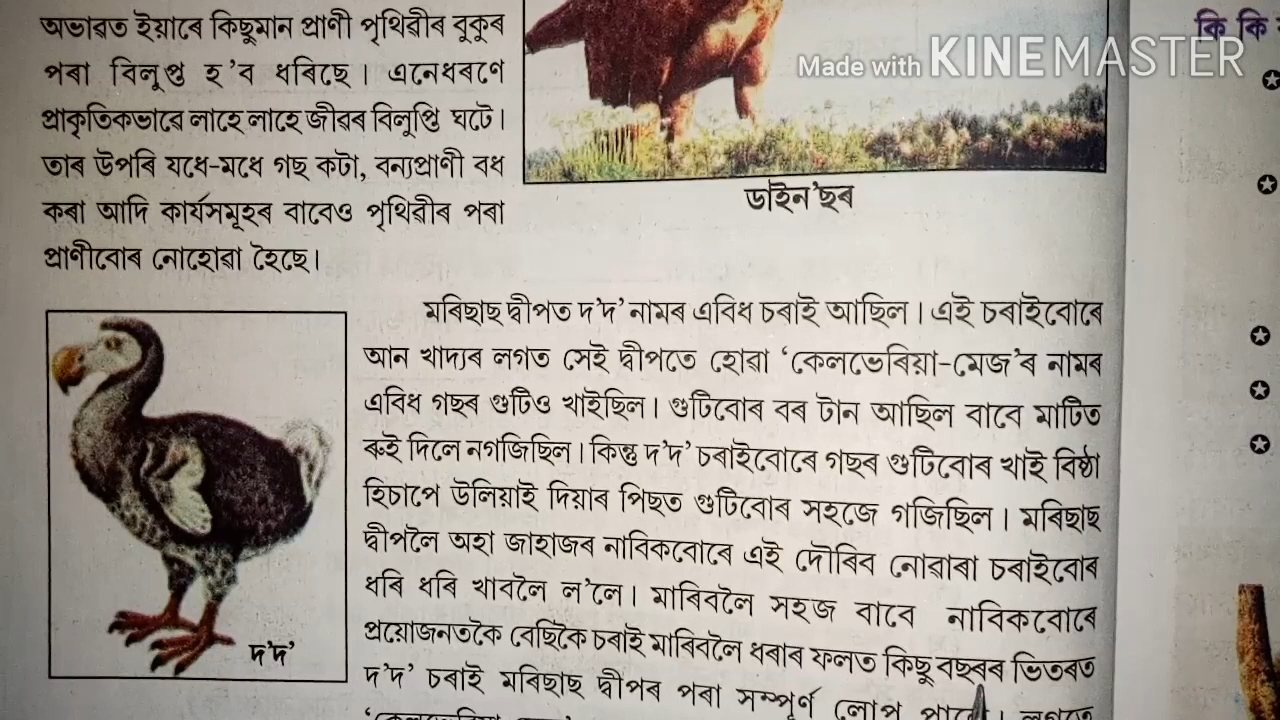 অভাৱত ইয়াৰে কিছুমান প্ৰাণী পৃথিৱীৰ বুকুৰ
পৰা বিলুপ্ত হ'ব ধৰিছে। এনেধৰণে
প্ৰাকৃতিকভাৱে লাহে লাহে জীৱৰ বিলুপ্তি ঘটে।
তাৰ উপৰি যধে-মধে গছ কটা, বন্যপ্ৰাণী বধ
কৰা আদি কাৰ্যসমূহৰ বাবেও পৃথিৱীৰ পৰা
প্ৰাণীবোৰ নোহোৱা হৈছে।
Made with KINEMASTER
ডাইন'ছৰ
কি কি
মৰিছাছ দ্বীপত দ'দ' নামৰ এবিধ চৰাই আছিল। এই চৰাইবোৰে
আন খাদ্যৰ লগত সেই দ্বীপতে হোৱা ‘কেলভেৰিয়া-মেজ’ৰ নামৰ
এবিধ গছৰ গুটিও খাইছিল। গুটিবোৰ বৰ টান আছিল বাবে মাটিত
ৰুই দিলে নগজিছিল। কিন্তু দ'দ' চৰাইবোৰে গছৰ গুটিবোৰ খাই বিষ্ঠা
হিচাপে উলিয়াই দিয়াৰ পিছত গুটিবোৰ সহজে গজিছিল। মৰিছাছ
দ্বীপলৈ অহা জাহাজৰ নাবিকবোৰে এই দৌৰিব নোৱাৰা চৰাইবোৰ
ধৰি ধৰি খাবলৈ ল'লে। মাৰিবলৈ সহজ বাবে নাবিকবোৰে
প্ৰয়োজনতকৈ বেছিকৈ চৰাই মাৰিবলৈ ধৰাৰ ফলত কিছু বছৰৰ ভিতৰত
দ'দ' চৰাই মৰিছাছ দ্বীপৰ পৰা সম্পূৰ্ণ লোপ
দ'দ'